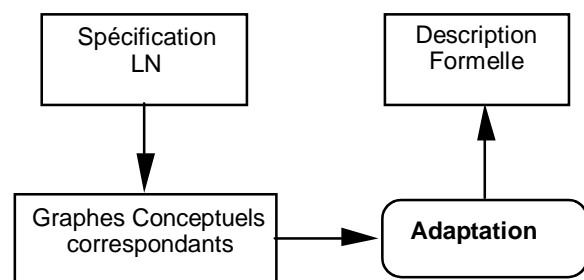 Spécification
LN
Description
Formelle
Graphes Conceptuels
correspondants
Adaptation